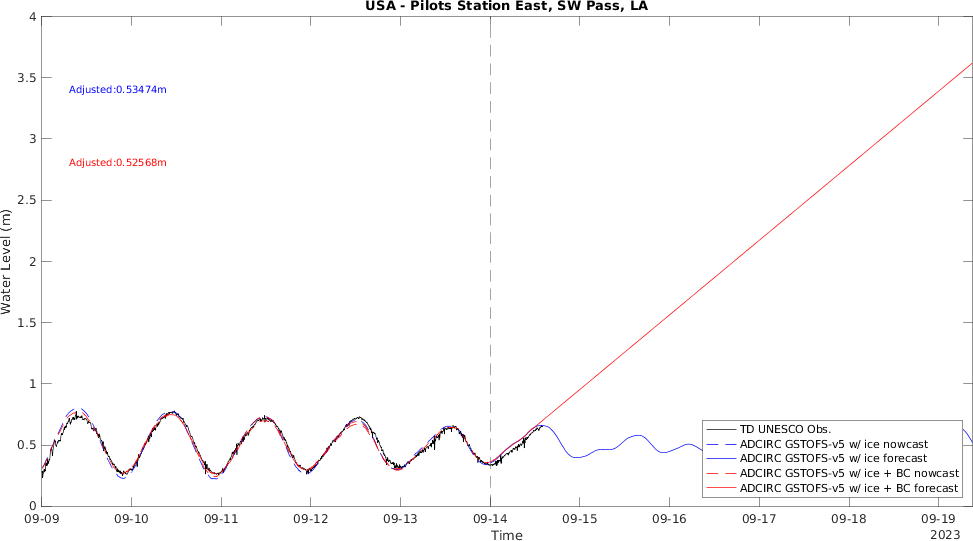 USA - Pilots Station East, SW Pass, LA
4
3.5
3
2.5
2
1.5
1
0.5
0
Water Level (m)
Adjusted:0.53474m
Adjusted:0.52568m
TD UNESCO Obs.
ADCIRC GSTOFS-v5 w/ ice nowcast
ADCIRC GSTOFS-v5 w/ ice forecast
ADCIRC GSTOFS-v5 w/ ice + BC nowcast
ADCIRC GSTOFS-v5 w/ ice + BC forecast
09-09 09-10 09-11 09-12 09-13 09-14 09-15 09-16 09-17 09-18 09-19
Time
2023